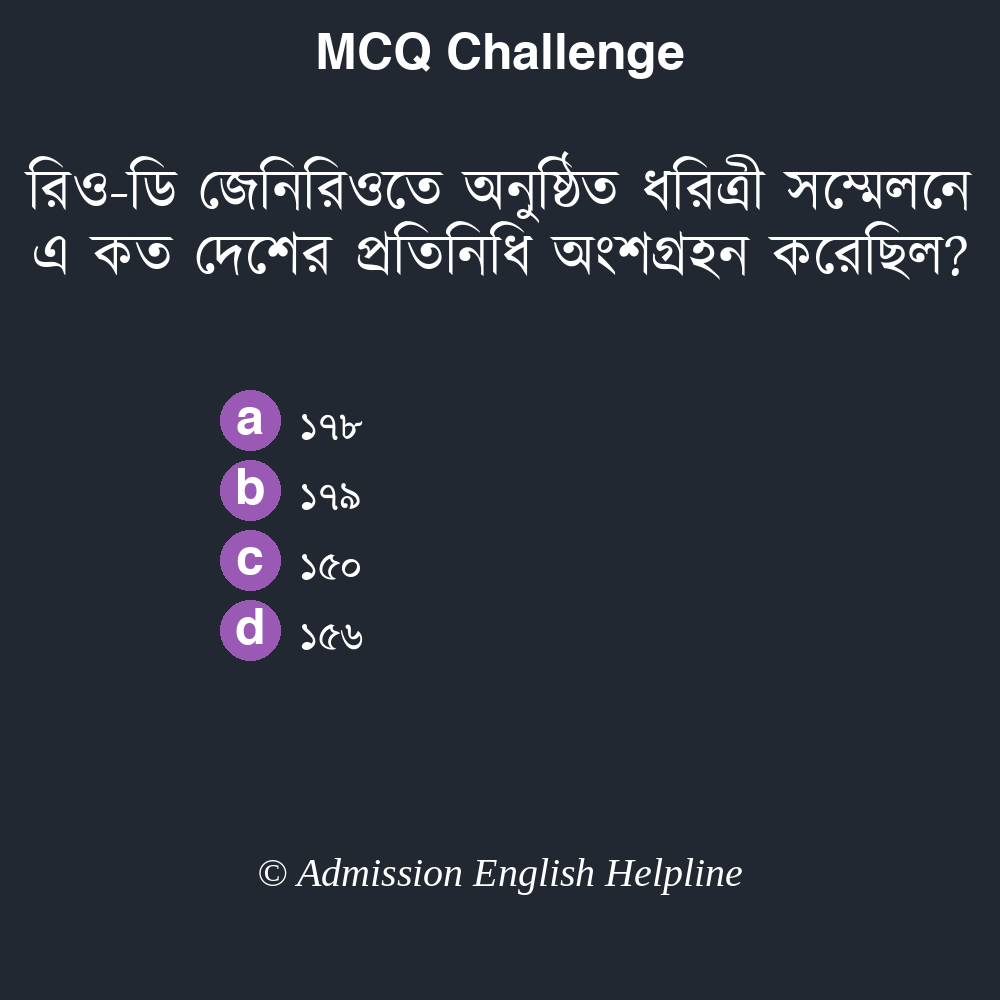 MCQ Challenge
রিও-ডি জেনিরিওতে অনুষ্ঠিত ধরিত্রী সম্মেলনে
এ কত দেশের প্রতিনিধি অংশগ্রহন করেছিল?
a ১৭৮
b ১৭৯
c ১৫০
d ১৫৬
© Admission English Helpline